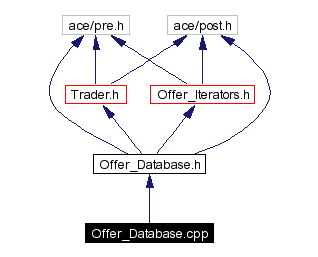 ace/pre.h
ace/post.h
Trader.h
Offer_Iterators.h
Offer_Database.h
Offer_Database.cpp